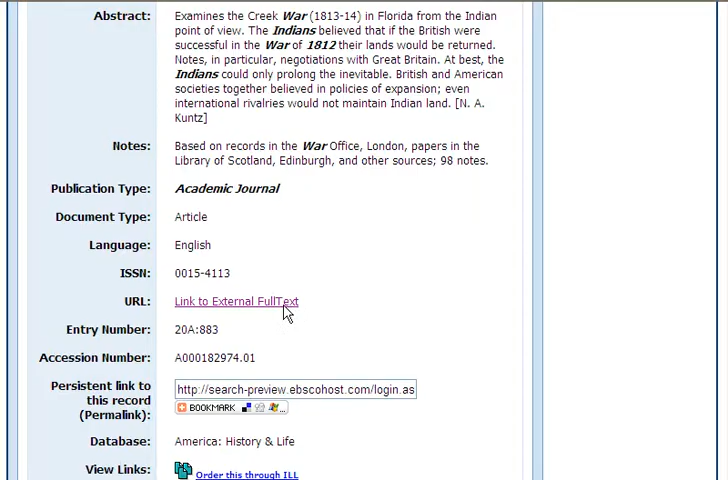 Abstract: Examines the Creek War (1813-14) in Florida from the Indian
point of view. The Indians believed that if the British were
successful in the War of 1812 their lands would be returned.
Notes, in particular, negotiations with Great Britain. At best, the
Indians could only prolong the inevitable. British and American
societies together believed in policies of expansion; even
international rivalries would not maintain Indian land. [N. A.
Kuntz]
Notes: Based on records in the War Office, London, papers in the
Library of Scotland, Edinburgh, and other sources; 98 notes.
Publication Type: Academic Journal
Document Type: Article
Language: English
ISSN: 0015-4113
URL: Link to External FullText
Entry Number: 20A:883
Accession Number: A000182974.01
Persistent link to
this record
(Permalink):
http://search-preview.ebscohost.com/login.as
BOOKMARK
Database: America: History & Life
View Links: Order this through ILL